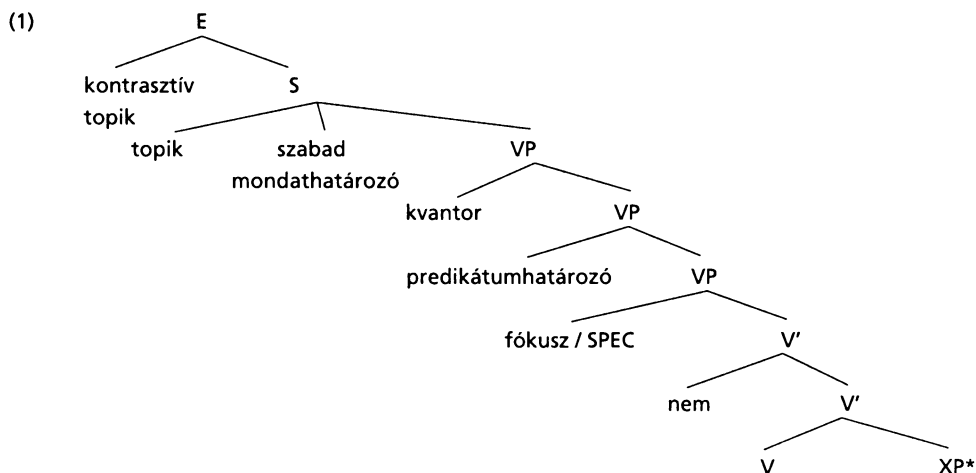 (1) E
kontrasztív S
topik
topik szabad VP
mondathatározó
kvantor VP
predikátumhatározó VP
fókusz / SPEC V'
nem V'
V XP*